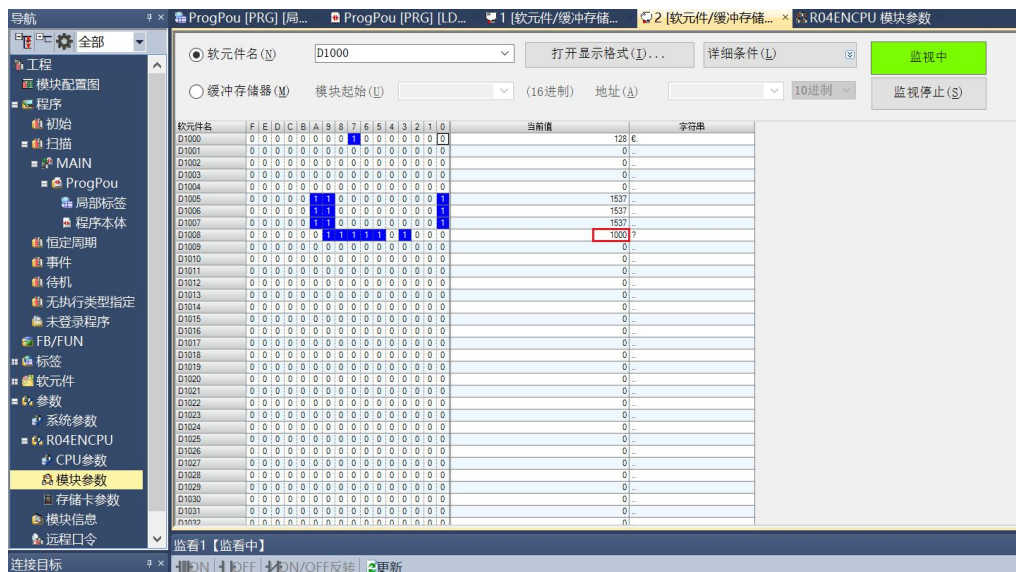 导航
ProgPou [PRG] [局...
ProgPou [PRG] [LD...
1 [软元件/缓冲存储...
2 [软元件/缓冲存储...
R04ENCPU 模块参数
全部
工程
模块配置图
程序
初始
扫描
MAIN
ProgPou
局部标签
程序本体
恒定周期
事件
待机
无执行类型指定
未登录程序
FB/FUN
标签
软元件
参数
系统参数
R04ENCPU
CPU参数
模块参数
存储卡参数
模块信息
远程口令
连接目标
软元件名(N) D1000 打开显示格式(I)... 详细条件(L) 监视中
缓冲存储器(M) 模块起始(U) (16进制) 地址(A) 10进制 监视停止(S)
软元件名 F E D C B A 9 8 7 6 5 4 3 2 1 0 当前值 字符串
D1000 0 0 0 0 0 0 0 0 1 0 0 0 0 0 0 0 128 €.
D1001 0 0 0 0 0 0 0 0 0 0 0 0 0 0 0 0 0 ..
D1002 0 0 0 0 0 0 0 0 0 0 0 0 0 0 0 0 0 ..
D1003 0 0 0 0 0 0 0 0 0 0 0 0 0 0 0 0 0 ..
D1004 0 0 0 0 0 0 0 0 0 0 0 0 0 0 0 0 0 ..
D1005 0 0 0 0 0 1 1 0 0 0 0 0 0 0 0 1 1537 ..
D1006 0 0 0 0 0 1 1 0 0 0 0 0 0 0 0 1 1537 ..
D1007 0 0 0 0 0 1 1 0 0 0 0 0 0 0 0 1 1537 ..
D1008 0 0 0 0 0 0 1 1 1 1 1 0 1 0 0 0 1000 ?
D1009 0 0 0 0 0 0 0 0 0 0 0 0 0 0 0 0 0 ..
D1010 0 0 0 0 0 0 0 0 0 0 0 0 0 0 0 0 0 ..
D1011 0 0 0 0 0 0 0 0 0 0 0 0 0 0 0 0 0 ..
D1012 0 0 0 0 0 0 0 0 0 0 0 0 0 0 0 0 0 ..
D1013 0 0 0 0 0 0 0 0 0 0 0 0 0 0 0 0 0 ..
D1014 0 0 0 0 0 0 0 0 0 0 0 0 0 0 0 0 0 ..
D1015 0 0 0 0 0 0 0 0 0 0 0 0 0 0 0 0 0 ..
D1016 0 0 0 0 0 0 0 0 0 0 0 0 0 0 0 0 0 ..
D1017 0 0 0 0 0 0 0 0 0 0 0 0 0 0 0 0 0 ..
D1018 0 0 0 0 0 0 0 0 0 0 0 0 0 0 0 0 0 ..
D1019 0 0 0 0 0 0 0 0 0 0 0 0 0 0 0 0 0 ..
D1020 0 0 0 0 0 0 0 0 0 0 0 0 0 0 0 0 0 ..
D1021 0 0 0 0 0 0 0 0 0 0 0 0 0 0 0 0 0 ..
D1022 0 0 0 0 0 0 0 0 0 0 0 0 0 0 0 0 0 ..
D1023 0 0 0 0 0 0 0 0 0 0 0 0 0 0 0 0 0 ..
D1024 0 0 0 0 0 0 0 0 0 0 0 0 0 0 0 0 0 ..
D1025 0 0 0 0 0 0 0 0 0 0 0 0 0 0 0 0 0 ..
D1026 0 0 0 0 0 0 0 0 0 0 0 0 0 0 0 0 0 ..
D1027 0 0 0 0 0 0 0 0 0 0 0 0 0 0 0 0 0 ..
D1028 0 0 0 0 0 0 0 0 0 0 0 0 0 0 0 0 0 ..
D1029 0 0 0 0 0 0 0 0 0 0 0 0 0 0 0 0 0 ..
D1030 0 0 0 0 0 0 0 0 0 0 0 0 0 0 0 0 0 ..
D1031 0 0 0 0 0 0 0 0 0 0 0 0 0 0 0 0 0 ..
D1032 0 0 0 0 0 0 0 0 0 0 0 0 0 0 0 0 0
监看1【监看中】
ON OFF ON/OFF反转 更新